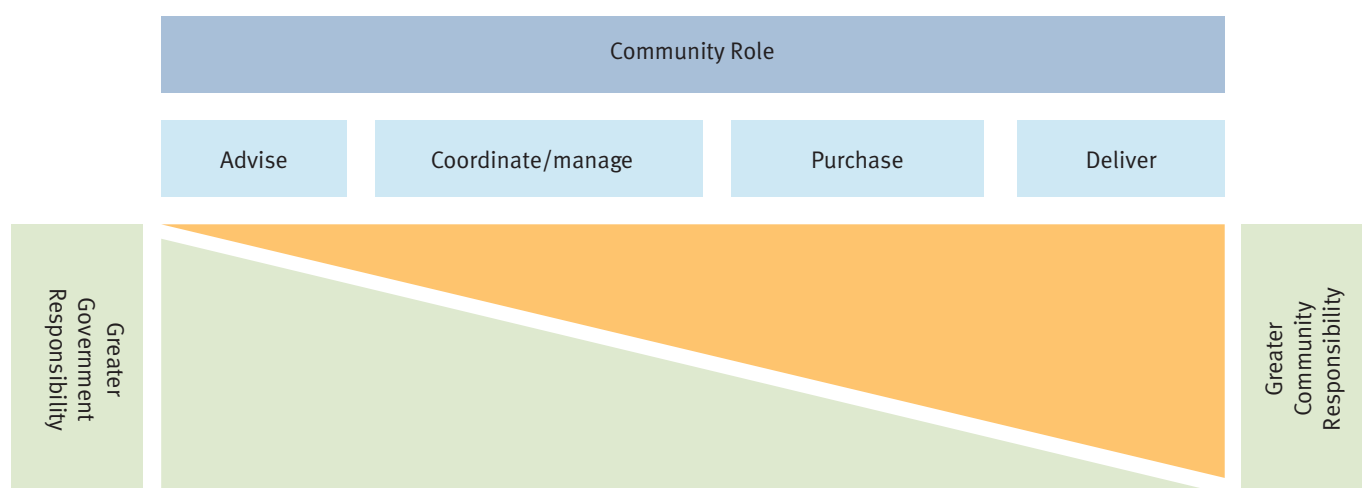 Community Role
Advise
Coordinate/manage
Purchase
Deliver
Greater
Government
Responsibility
Greater
Community
Responsibility